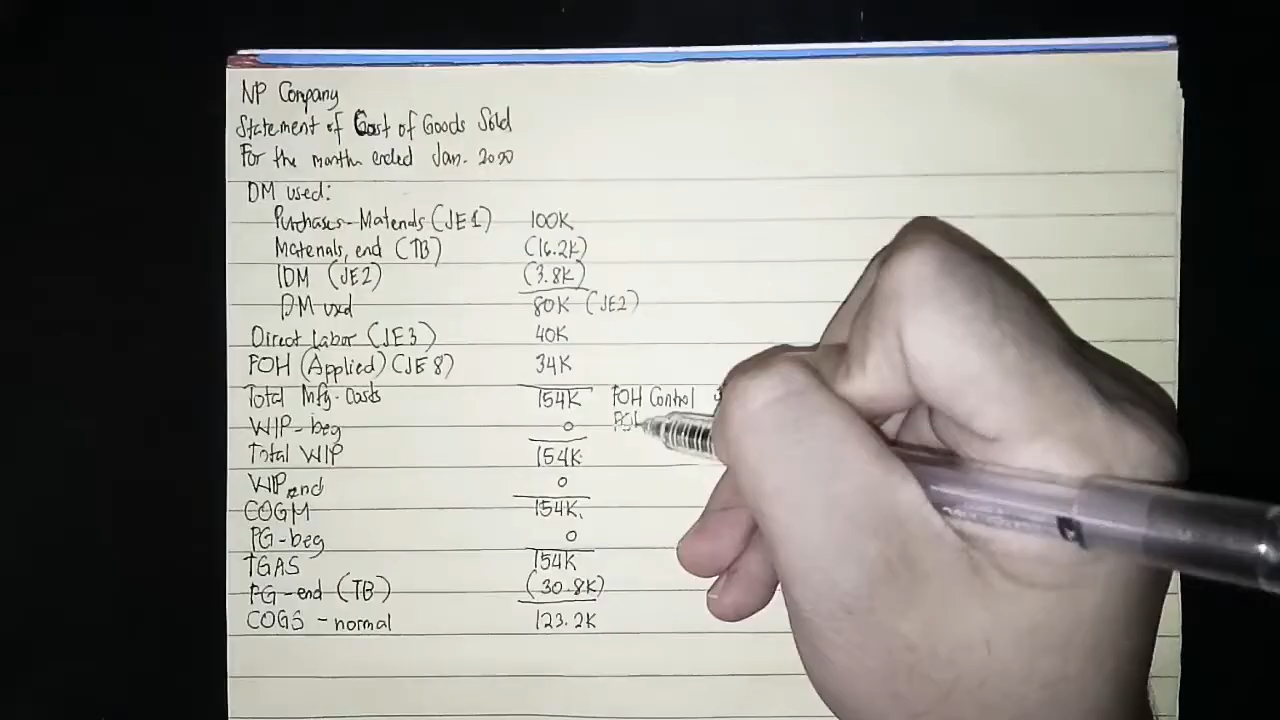 NP Company
Statement of Cost of Goods Sold
For the month ended Jan. 2020
DM used:
Purchases - Materials (JE1) 100K
Materials, end (TB) (16.2K)
IDM (JE2) (3.8K)
DM used 80K (JE2)
Direct Labor (JE3) 40K
FOH (Applied) (JE 8) 34K
Total Mfg. Costs 154K FOH Control
WIP - beg 0
Total WIP 154K
WIP end 0
COGM 154K
FG - beg 0
TGAS 154K
FG - end (TB) (30.8K)
COGS - normal 123.2K